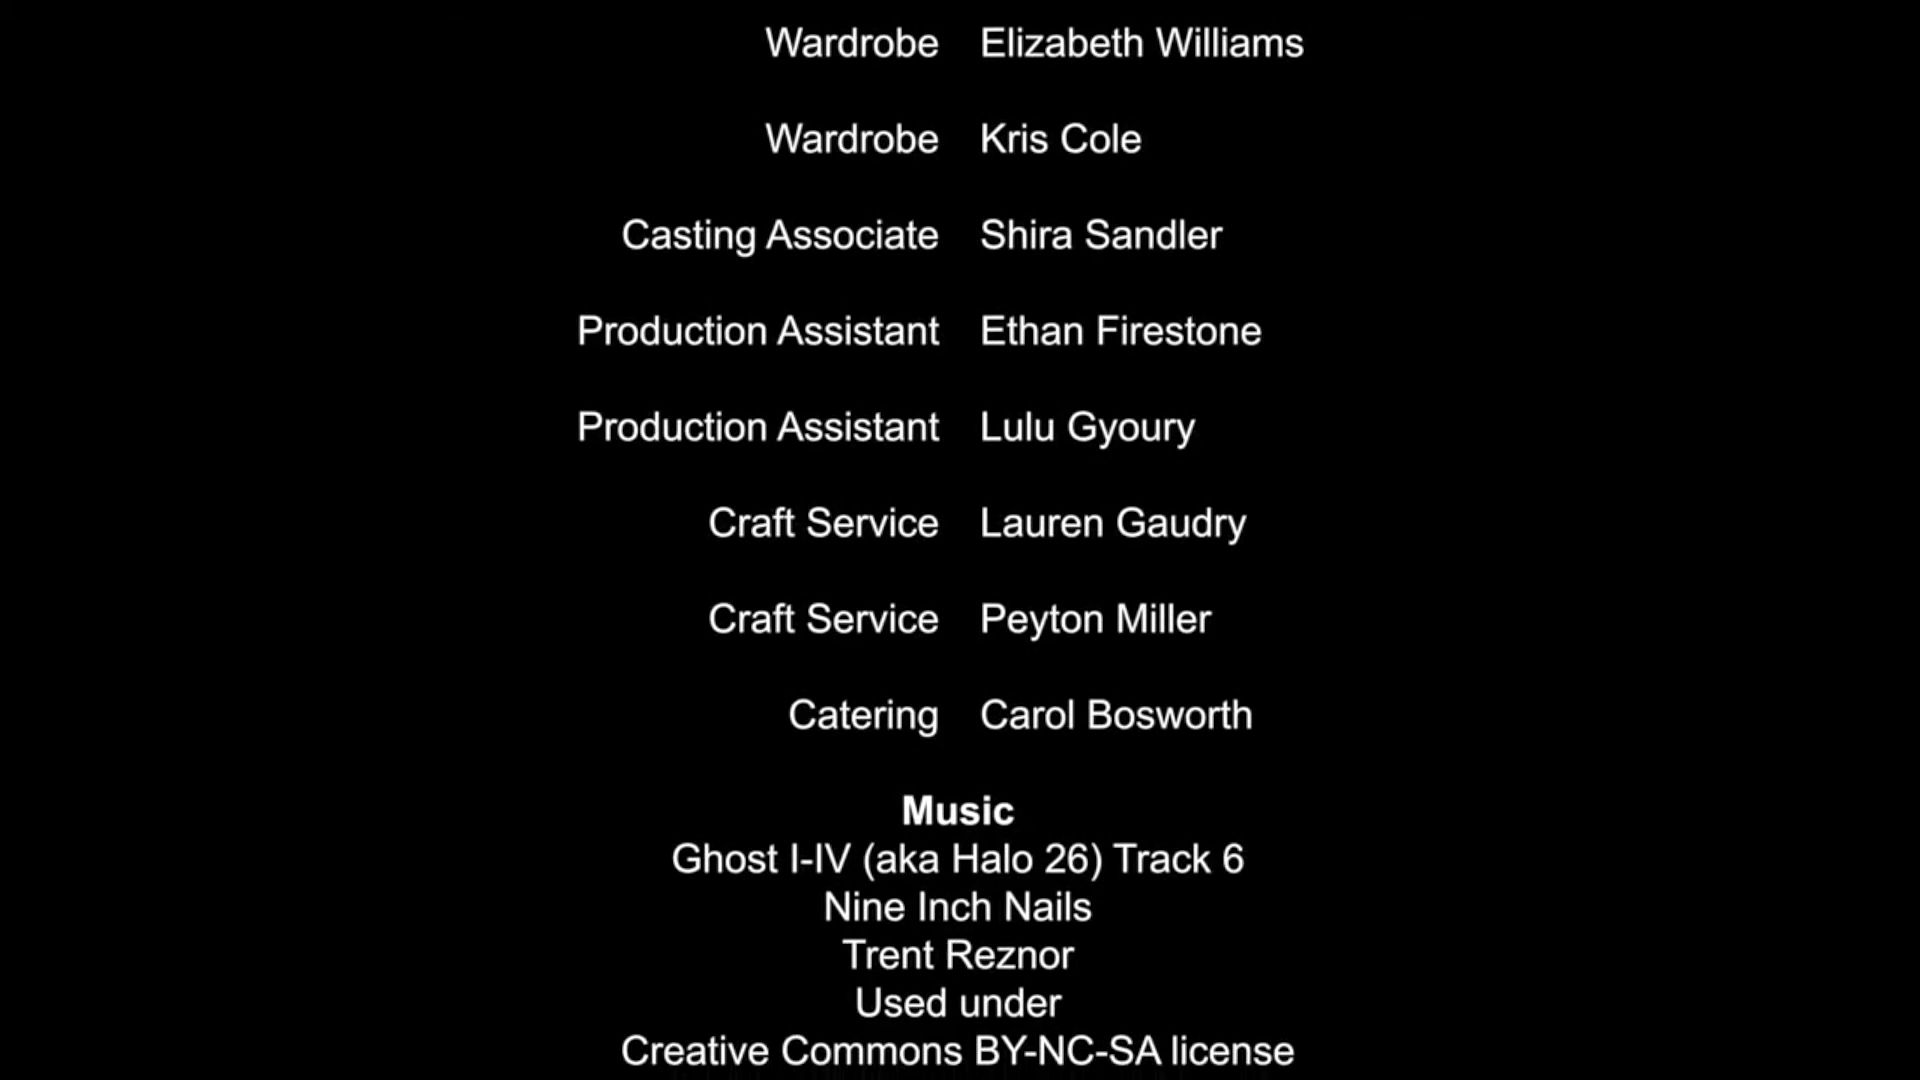 Wardrobe Elizabeth Williams
Wardrobe Kris Cole
Casting Associate Shira Sandler
Production Assistant Ethan Firestone
Production Assistant Lulu Gyoury
Craft Service Lauren Gaudry
Craft Service Peyton Miller
Catering Carol Bosworth
Music
Ghost I-IV (aka Halo 26) Track 6
Nine Inch Nails
Trent Reznor
Used under
Creative Commons BY-NC-SA license